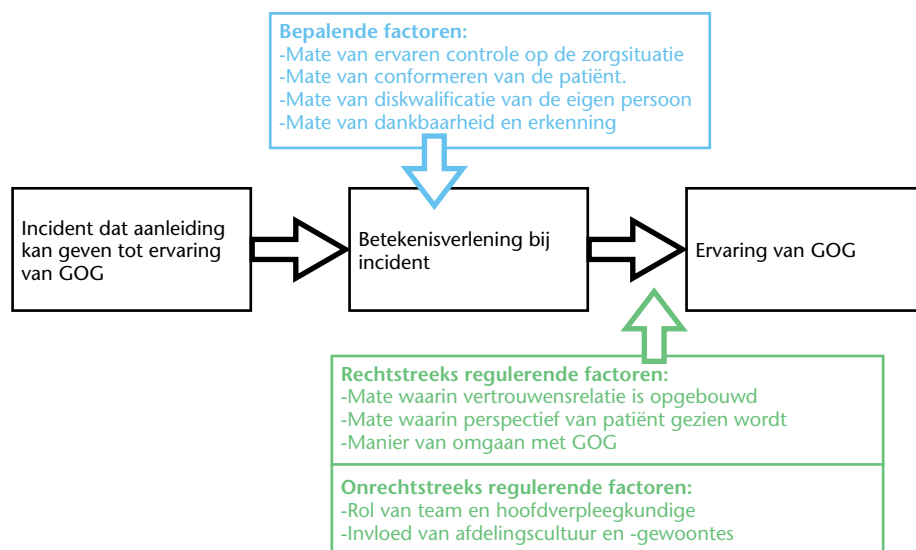 Bepalende factoren:
-Mate van ervaren controle op de zorgsituatie
-Mate van conformeren van de patiënt.
-Mate van diskwalificatie van de eigen persoon
-Mate van dankbaarheid en erkenning
Incident dat aanleiding
kan geven tot ervaring
van GOG
Betekenisverlening bij
incident
Ervaring van GOG
Rechtstreeks regulerende factoren:
-Mate waarin vertrouwensrelatie is opgebouwd
-Mate waarin perspectief van patiënt gezien wordt
-Manier van omgaan met GOG
Onrechtstreeks regulerende factoren:
-Rol van team en hoofdverpleegkundige
-Invloed van afdelingscultuur en -gewoontes